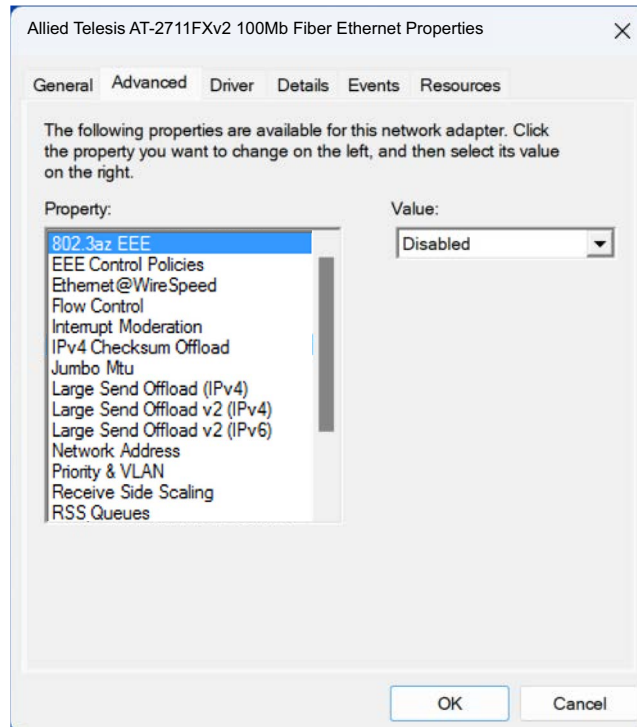 Allied Telesis AT-2711FXv2 100Mb Fiber Ethernet Properties
General Advanced Driver Details Events Resources
The following properties are available for this network adapter. Click
the property you want to change on the left, and then select its value
on the right.
Property:
Value:
802.3az EEE
Disabled
EEE Control Policies
Ethernet@WireSpeed
Flow Control
Interrupt Moderation
IPv4 Checksum Offload
Jumbo Mtu
Large Send Offload (IPv4)
Large Send Offload v2 (IPv4)
Large Send Offload v2 (IPv6)
Network Address
Priority & VLAN
Receive Side Scaling
RSS Queues
OK
Cancel